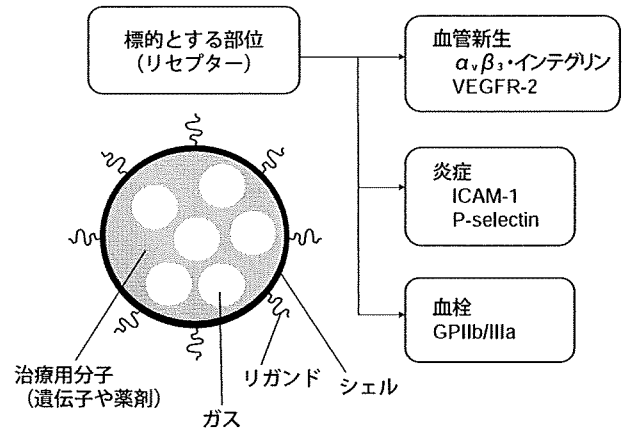 標的とする部位
(リセプター)
血管新生
αvβ3・インテグリン
VEGFR-2
炎症
ICAM-1
P-selectin
血栓
GPIIb/IIIa
治療用分子
(遺伝子や薬剤)
ガス
リガンド
シェル